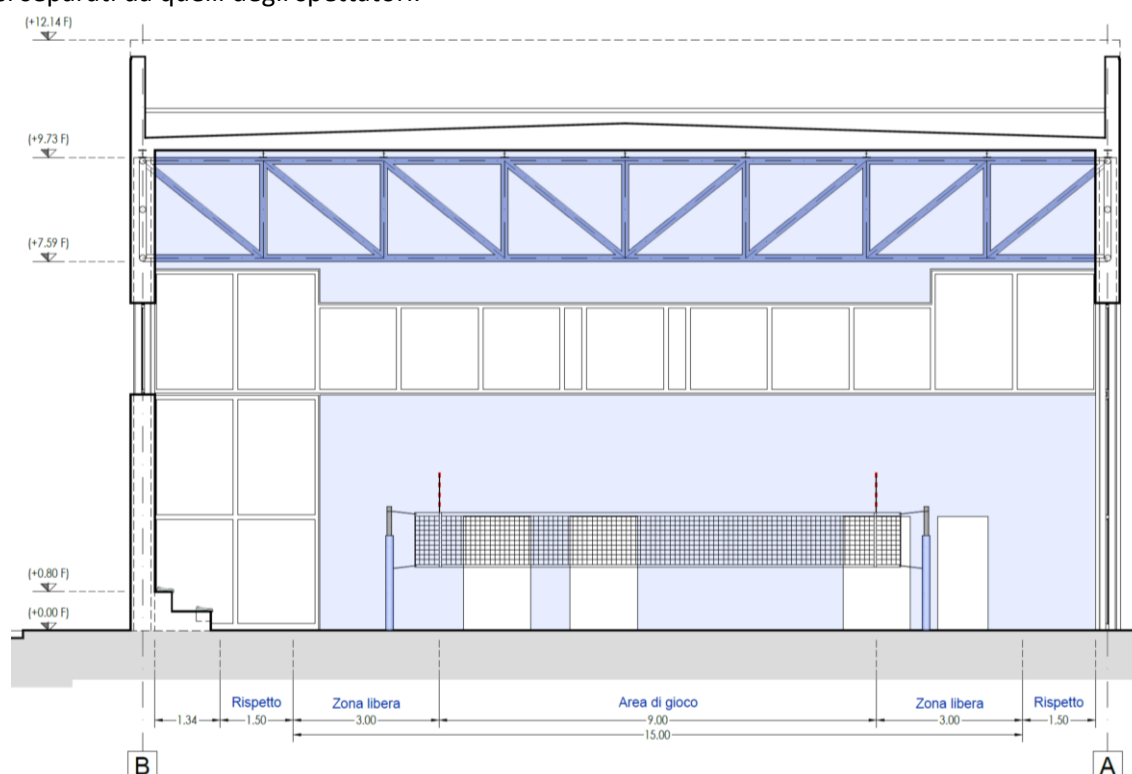 ci separati da quelli degli spettatori.
(+12.14 F)
(+9.73 F)
(+7.59 F)
(+0.80 F)
(+0.00 F)
Rispetto
Zona libera
Area di gioco
Zona libera
Rispetto
1.34
1.50
3.00
9.00
3.00
1.50
15.00
B
A